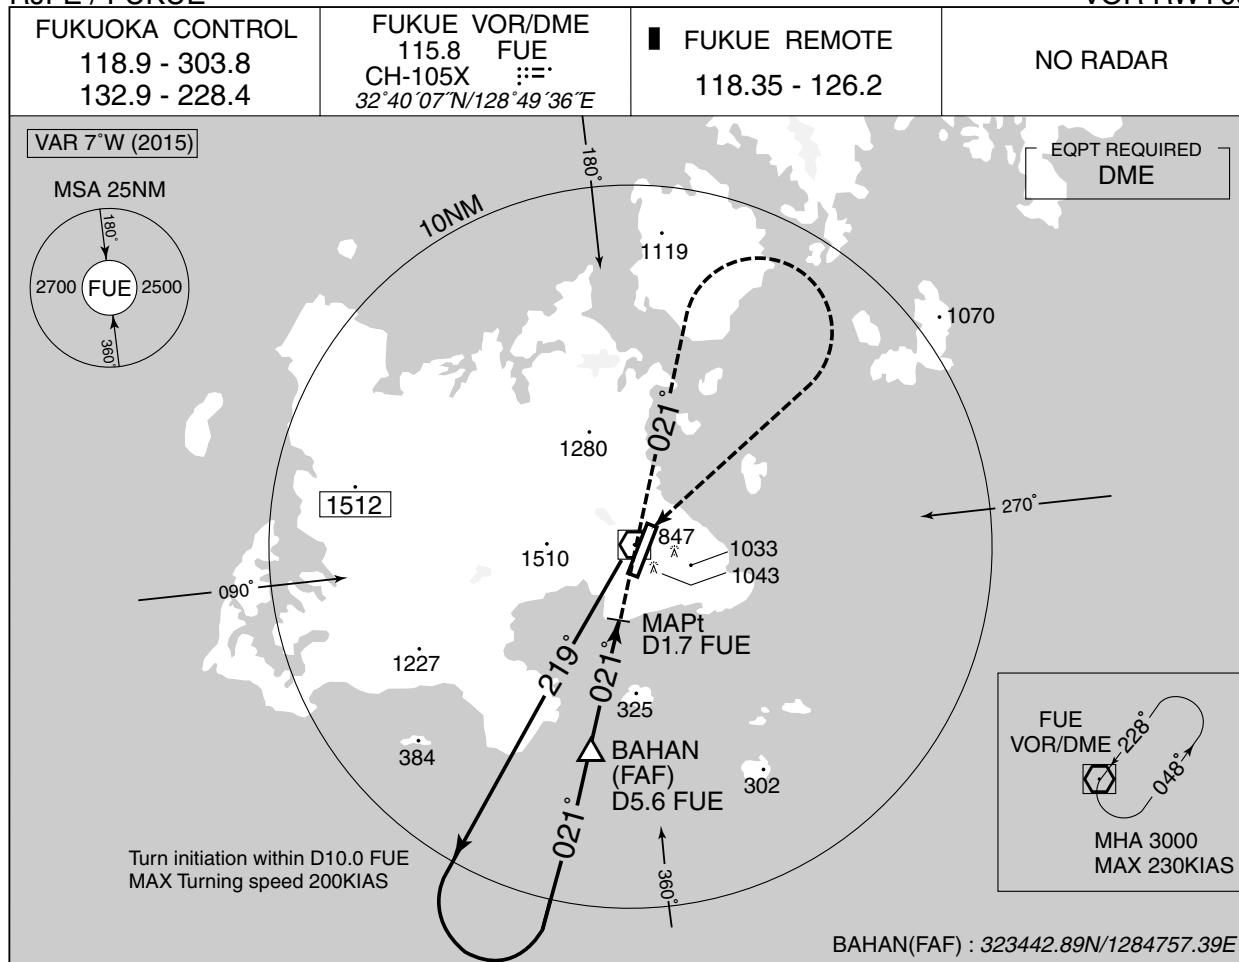 FUKUOKA CONTROL
118.9 - 303.8
132.9 - 228.4
FUKUE VOR/DME
115.8 FUE
CH-105X
32°40´07˝N/128°49´36˝E
FUKUE REMOTE
118.35 - 126.2
NO RADAR
VAR 7°W (2015)
MSA 25NM
180°
2700
FUE
2500
360°
EQPT REQUIRED
DME
10NM
180°
1119
1070
021°
1280
1512
270°
847
1510
1033
1043
090°
MAPt
D1.7 FUE
219°
021°
1227
325
384
BAHAN
(FAF)
D5.6 FUE
302
021°
360°
Turn initiation within D10.0 FUE
MAX Turning speed 200KIAS
FUE
VOR/DME
228°
048°
MHA 3000
MAX 230KIAS
BAHAN(FAF) : 323442.89N/1284757.39E